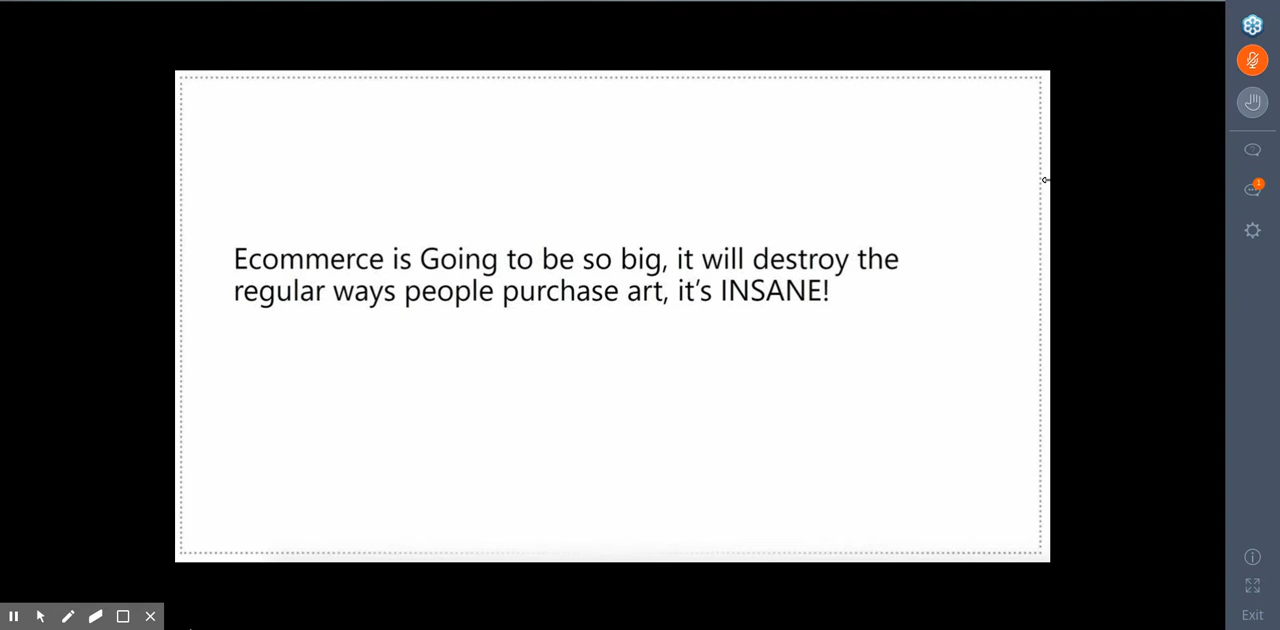 Ecommerce is Going to be so big, it will destroy the
regular ways people purchase art, it's INSANE!
1
Exit